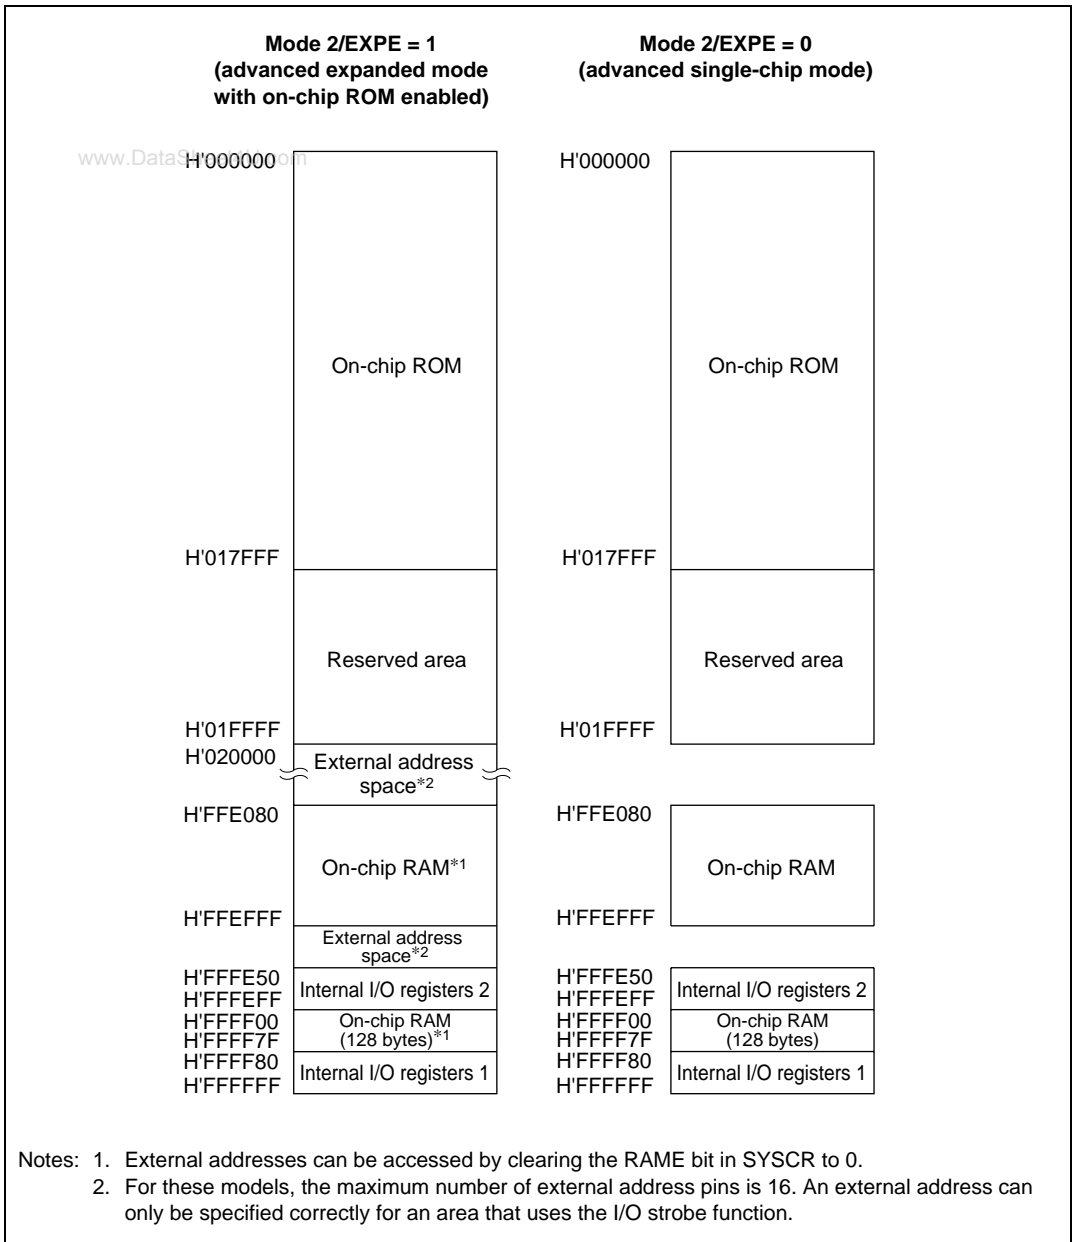 Mode 2/EXPE = 1
(advanced expanded mode
with on-chip ROM enabled)
Mode 2/EXPE = 0
(advanced single-chip mode)
www.DataSheet4U.com
H'000000
On-chip ROM
H'017FFF
Reserved area
H'01FFFF
H'020000
External address
space*2
H'FFE080
On-chip RAM*1
H'FFEFFF
External address
space*2
H'FFFE50
Internal I/O registers 2
H'FFFEFF
H'FFFF00
On-chip RAM
(128 bytes)*1
H'FFFF7F
H'FFFF80
Internal I/O registers 1
H'FFFFFF
H'000000
On-chip ROM
H'017FFF
Reserved area
H'01FFFF
H'FFE080
On-chip RAM
H'FFEFFF
H'FFFE50
Internal I/O registers 2
H'FFFEFF
H'FFFF00
On-chip RAM
(128 bytes)
H'FFFF7F
H'FFFF80
Internal I/O registers 1
H'FFFFFF
Notes: 1. External addresses can be accessed by clearing the RAME bit in SYSCR to 0.
2. For these models, the maximum number of external address pins is 16. An external address can
only be specified correctly for an area that uses the I/O strobe function.